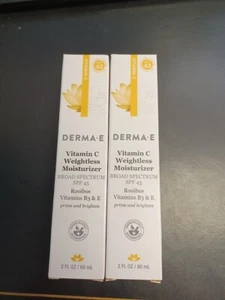 DERMA·E
Vitamin C
Weightless
Moisturizer
BROAD SPECTRUM
SPF 45
Rooibos
Vitamins B3 & E
prime and brighten
2 FL OZ / 60 mL
DERMA·E
Vitamin C
Weightless
Moisturizer
BROAD SPECTRUM
SPF 45
Rooibos
Vitamins B3 & E
prime and brighten
2 FL OZ / 60 mL